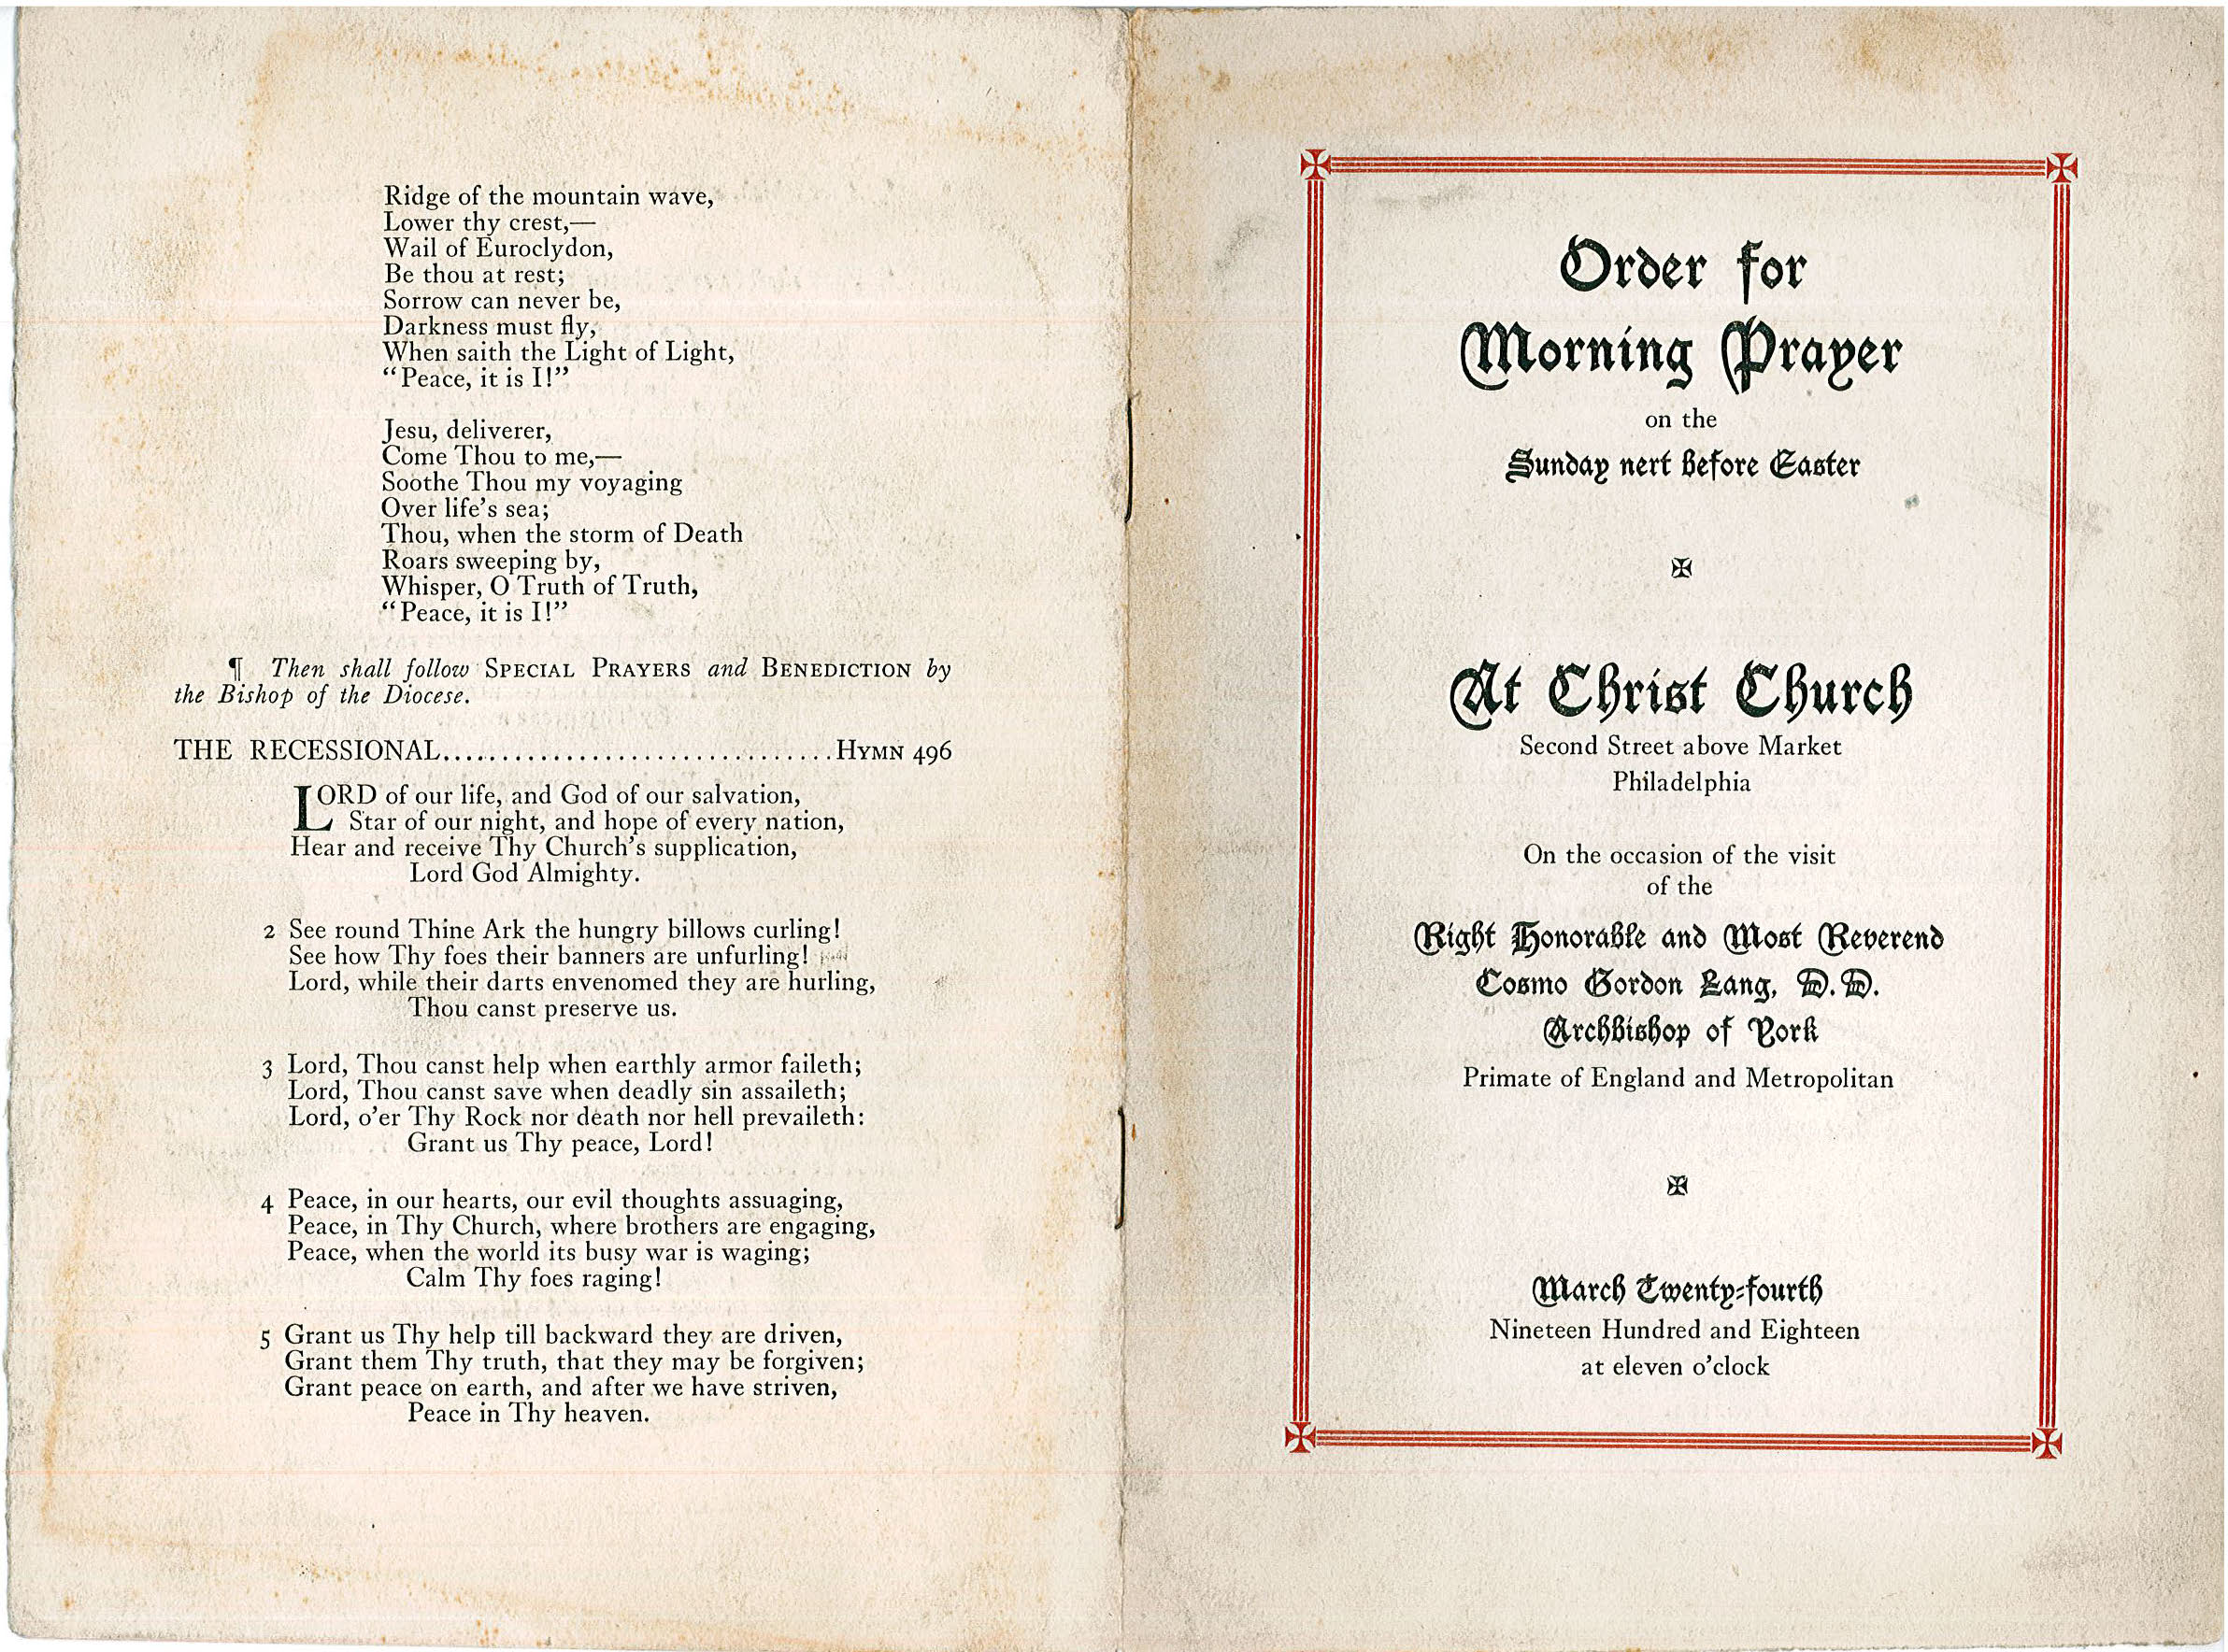 Ridge of the mountain wave,
Lower thy crest,—
Wail of Euroclydon,
Be thou at rest;
Sorrow can never be,
Darkness must fly,
When saith the Light of Light,
“Peace, it is I!”
Jesu, deliverer,
Come Thou to me,—
Soothe Thou my voyaging
Over life’s sea;
Thou, when the storm of Death
Roars sweeping by,
Whisper, O Truth of Truth,
“Peace, it is I!”
¶ Then shall follow SPECIAL PRAYERS and BENEDICTION by
the Bishop of the Diocese.
THE RECESSIONAL.................................HYMN 496
LORD of our life, and God of our salvation,
Star of our night, and hope of every nation,
Hear and receive Thy Church’s supplication,
Lord God Almighty.
2 See round Thine Ark the hungry billows curling!
See how Thy foes their banners are unfurling!
Lord, while their darts envenomed they are hurling,
Thou canst preserve us.
3 Lord, Thou canst help when earthly armor faileth;
Lord, Thou canst save when deadly sin assaileth;
Lord, o’er Thy Rock nor death nor hell prevaileth:
Grant us Thy peace, Lord!
4 Peace, in our hearts, our evil thoughts assuaging,
Peace, in Thy Church, where brothers are engaging,
Peace, when the world its busy war is waging;
Calm Thy foes raging!
5 Grant us Thy help till backward they are driven,
Grant them Thy truth, that they may be forgiven;
Grant peace on earth, and after we have striven,
Peace in Thy heaven.
Order for
Morning Prayer
on the
Sunday next before Easter
✠
At Christ Church
Second Street above Market
Philadelphia
On the occasion of the visit
of the
Right Honorable and Most Reverend
Cosmo Gordon Lang, D.D.
Archbishop of York
Primate of England and Metropolitan
✠
March Twenty-fourth
Nineteen Hundred and Eighteen
at eleven o’clock